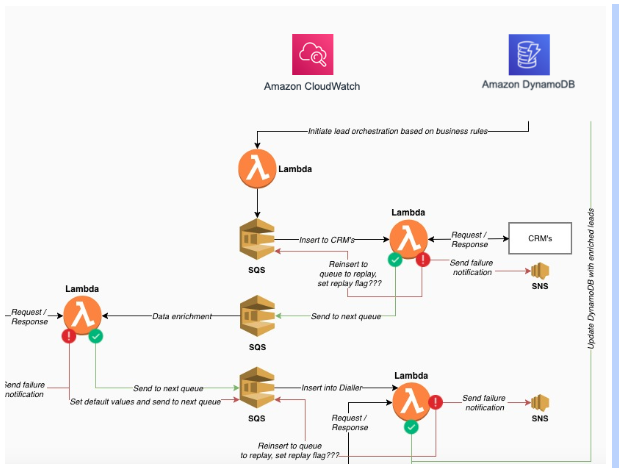 Amazon CloudWatch
Amazon DynamoDB
Initiate lead orchestration based on business rules
Lambda
Lambda
Insert to CRM's
Request /
Response
CRM's
SQS
Reinsert to
queue to replay,
set replay flag???
Send failure
notification
SNS
Update DynamoDB with enriched leads
Lambda
Request /
Response
Data enrichment
Send to next queue
SQS
Lambda
Send failure
notification
Send to next queue
Insert into Dialler
Set default values and send to next queue
SQS
Request /
Response
Send failure
notification
SNS
Reinsert to queue
to replay, set replay flag???